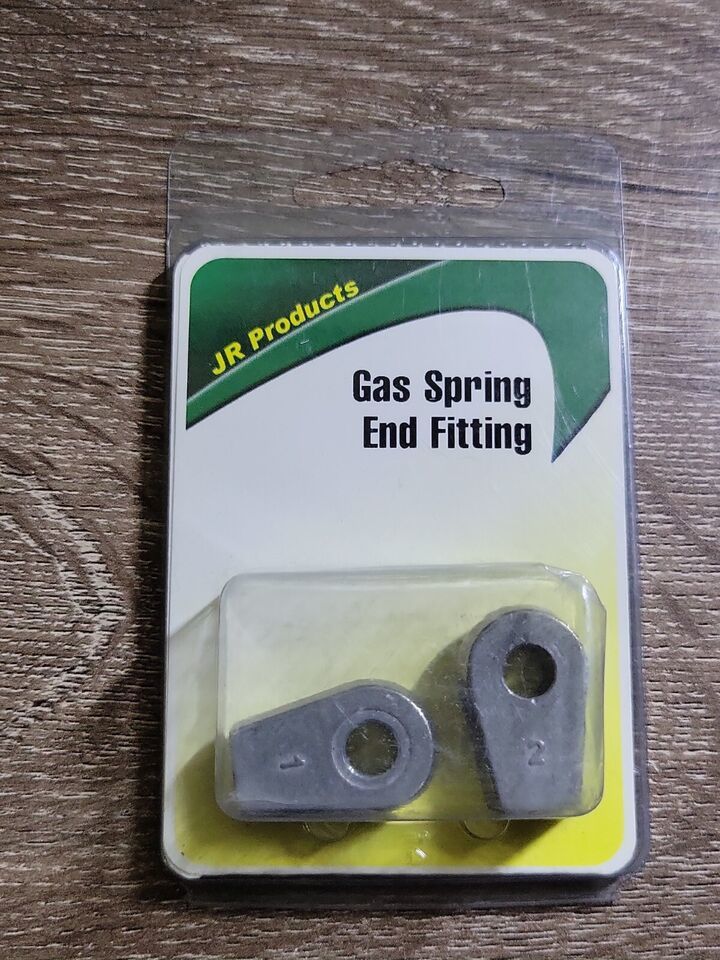 JR Products
Gas Spring
End Fitting
1
2